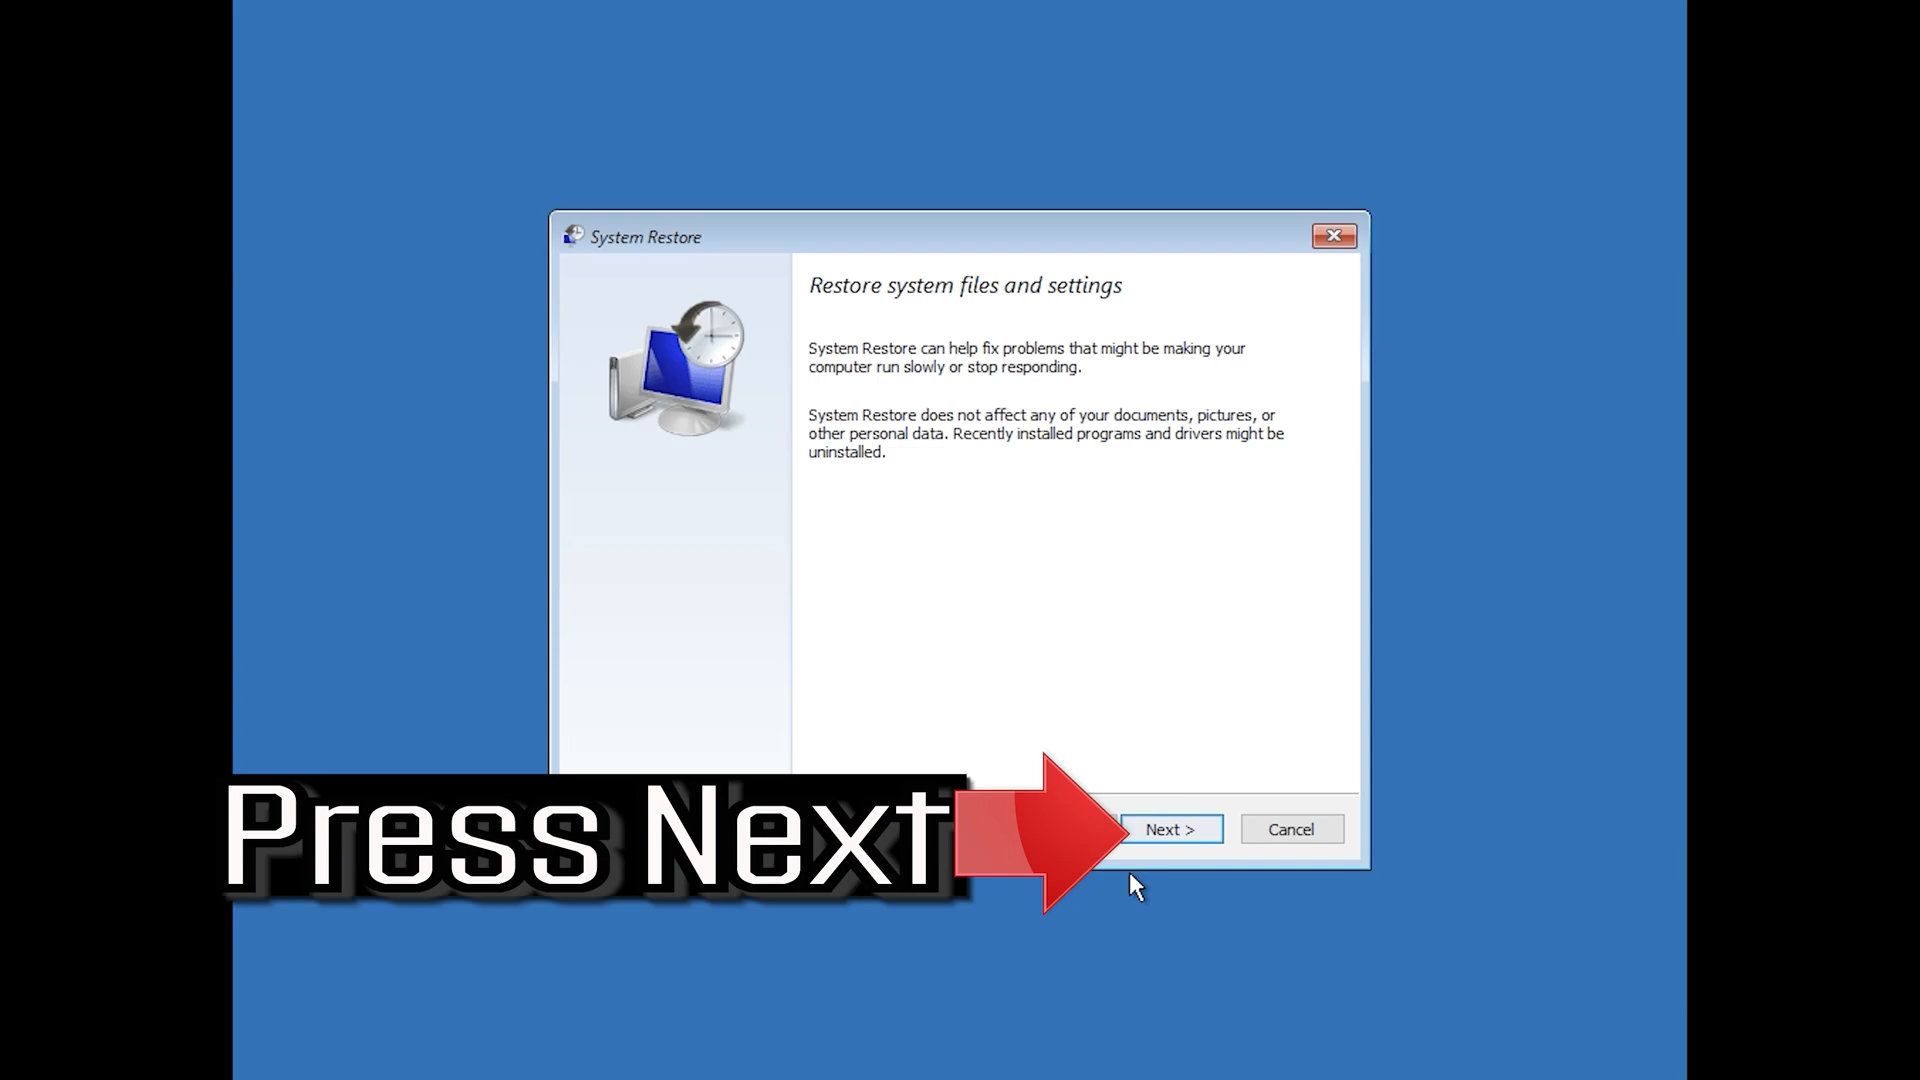 System Restore
Restore system files and settings
System Restore can help fix problems that might be making your
computer run slowly or stop responding.
System Restore does not affect any of your documents, pictures, or
other personal data. Recently installed programs and drivers might be
uninstalled.
Press Next
Next >
Cancel